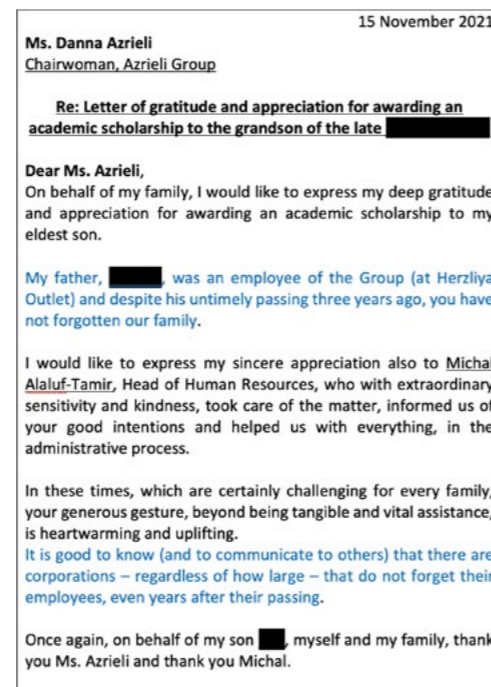 15 November 2021
Ms. Danna Azrieli
Chairwoman, Azrieli Group
Re: Letter of gratitude and appreciation for awarding an
academic scholarship to the grandson of the late
Dear Ms. Azrieli,
On behalf of my family, I would like to express my deep gratitude
and appreciation for awarding an academic scholarship to my
eldest son.
My father, , was an employee of the Group (at Herzliya
Outlet) and despite his untimely passing three years ago, you have
not forgotten our family.
I would like to express my sincere appreciation also to Michal
Alaluf-Tamir, Head of Human Resources, who with extraordinary
sensitivity and kindness, took care of the matter, informed us of
your good intentions and helped us with everything, in the
administrative process.
In these times, which are certainly challenging for every family,
your generous gesture, beyond being tangible and vital assistance,
is heartwarming and uplifting.
It is good to know (and to communicate to others) that there are
corporations – regardless of how large – that do not forget their
employees, even years after their passing.
Once again, on behalf of my son , myself and my family, thank
you Ms. Azrieli and thank you Michal.